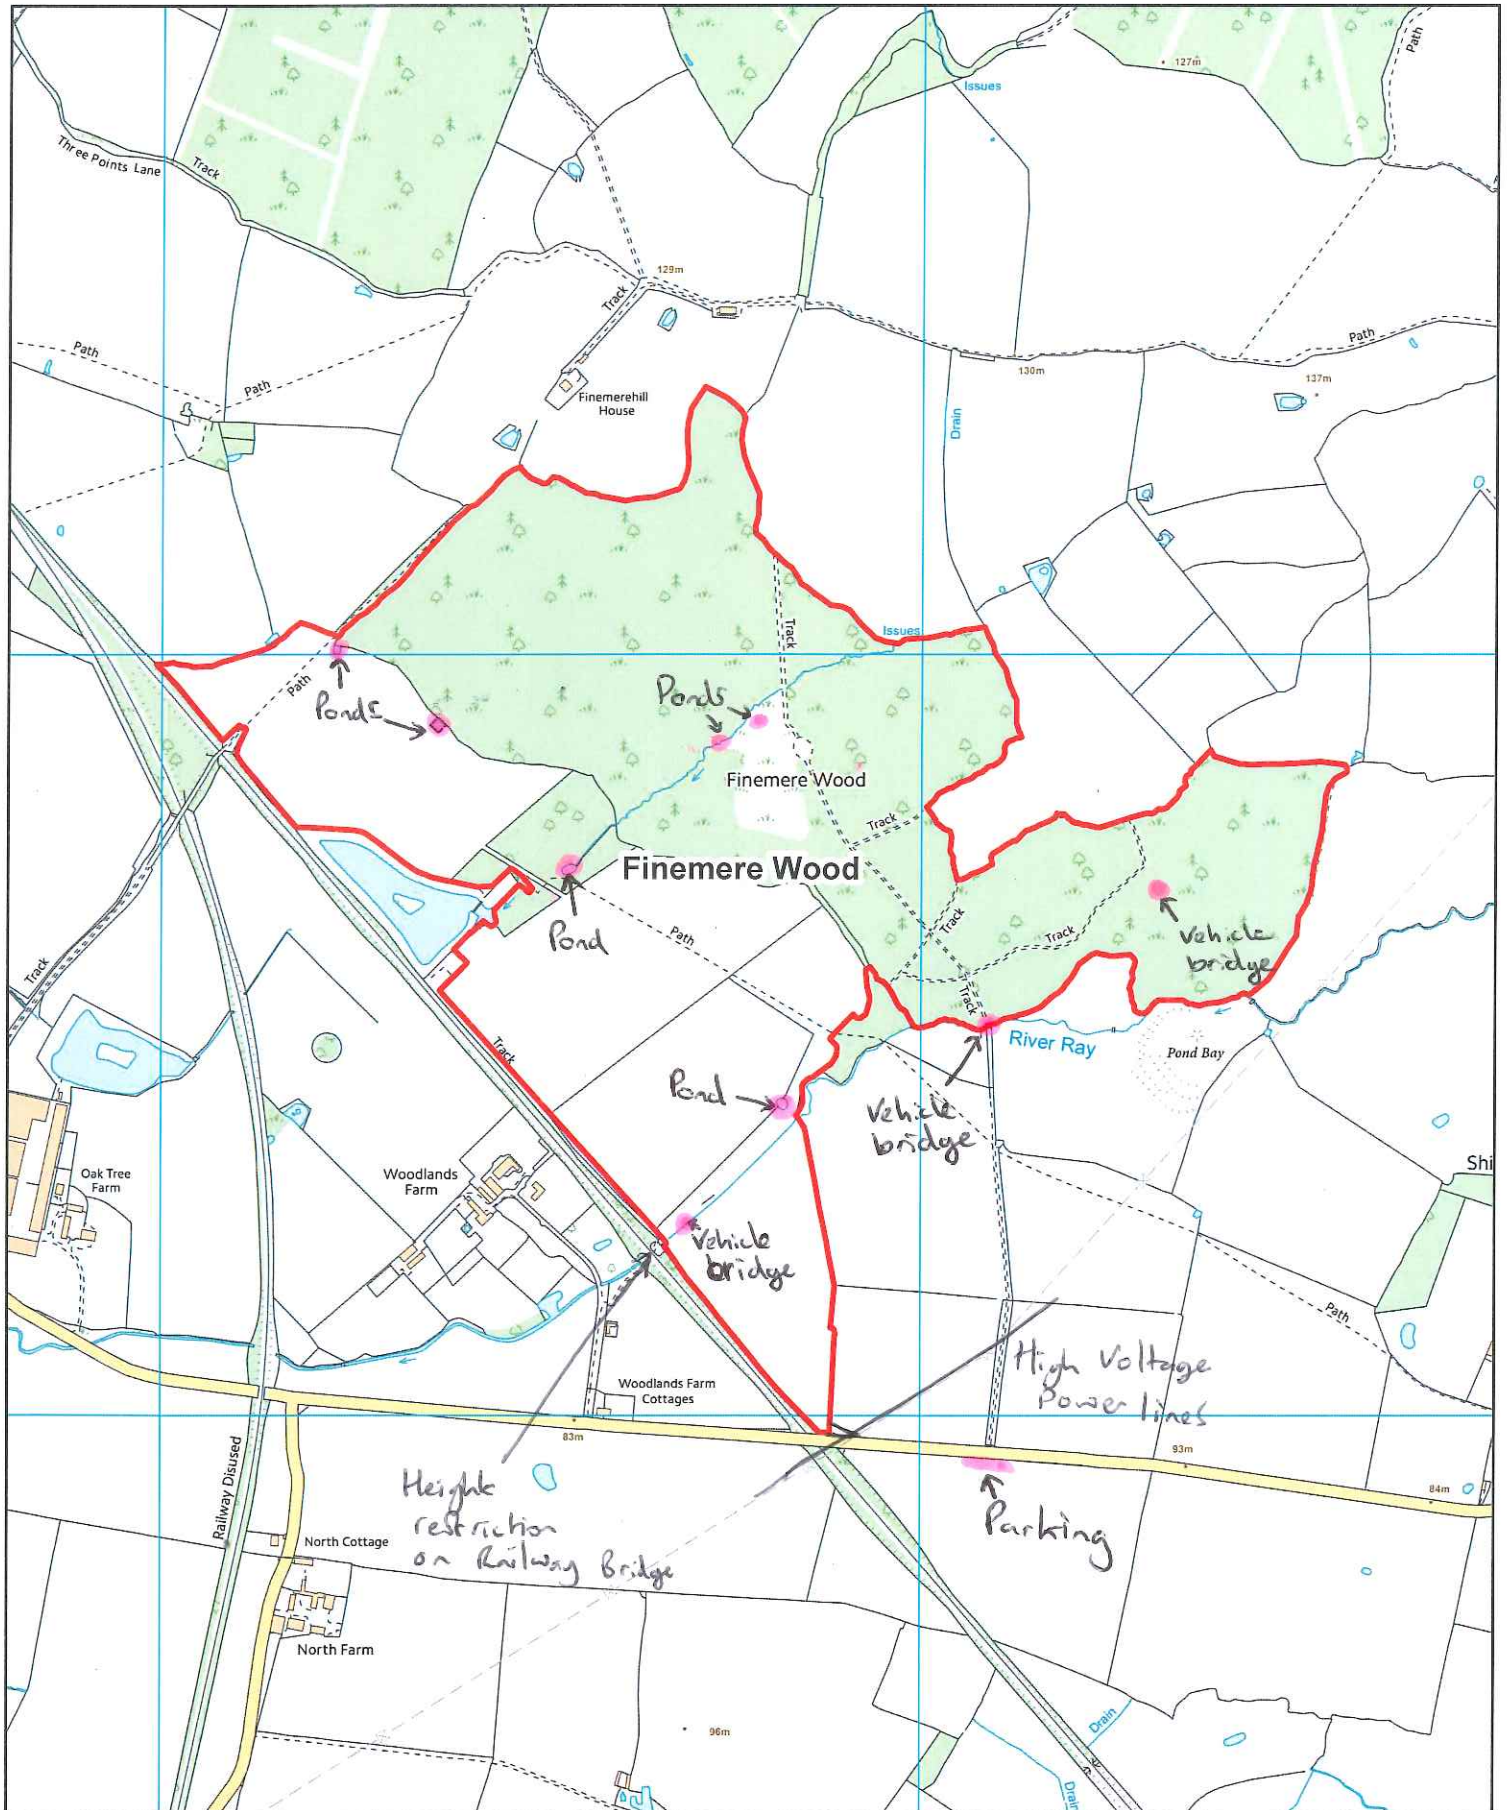 Path
127m
Issues
Three Points Lane
Track
129m
Track
Path
Path
Path
130m
137m
Finemerehill
House
Drain
Issues
Track
Path
Ponds
Ponds
Finemere Wood
Track
Finemere Wood
Pond
Path
Track
Track
Vehicle
bridge
Track
Track
River Ray
Pond Bay
Track
Pond
Vehicle
bridge
Oak Tree
Farm
Woodlands
Farm
Shi
Vehicle
bridge
Path
High Voltage
Power lines
Woodlands Farm
Cottages
83m
93m
84m
Railway Disused
Height
restriction
on Railway Bridge
Parking
North Cottage
North Farm
96m
Drain
Drain